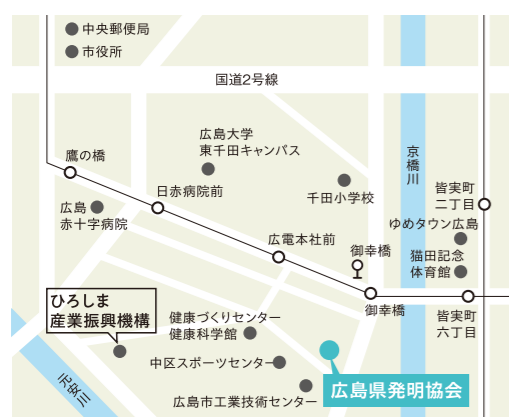 中央郵便局
市役所
国道2号線
広島大学
東千田キャンパス
鷹の橋
京橋川
日赤病院前
千田小学校
皆実町
二丁目
広島
赤十字病院
ゆめタウン広島
広電本社前
御幸橋
猫田記念
体育館
ひろしま
産業振興機構
健康づくりセンター
健康科学館
御幸橋
皆実町
六丁目
中区スポーツセンター
元安川
広島県発明協会
広島市工業技術センター